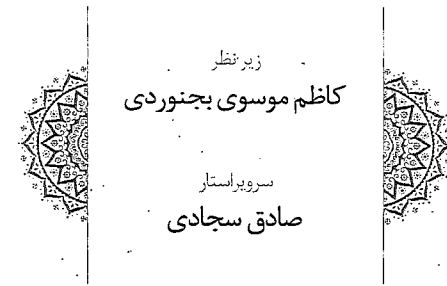 زیر نظر
کاظم موسوی بجنوردی
سرویراستار
صادق سجادی